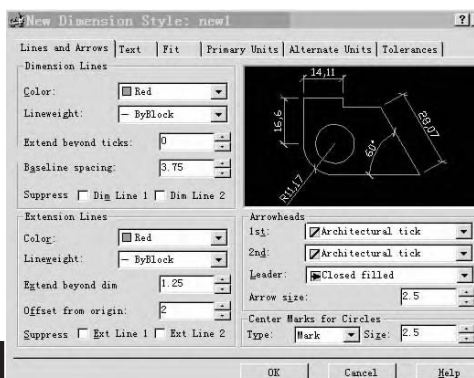 New Dimension Style: new1
?
Lines and Arrows Text Fit Primary Units Alternate Units Tolerances
Dimension Lines
Color: Red
Lineweight: ByBlock
Extend beyond ticks: 0
Baseline spacing: 3.75
Suppress Dim Line 1 Dim Line 2
14,11
16,6
28,07
60°
R11,17
Extension Lines
Color: Red
Lineweight: ByBlock
Extend beyond dim 1.25
Offset from origin: 2
Suppress Ext Line 1 Ext Line 2
Arrowheads
1st: Architectural tick
2nd: Architectural tick
Leader: Closed filled
Arrow size: 2.5
Center Marks for Circles
Type: Mark Size: 2.5
OK Cancel Help